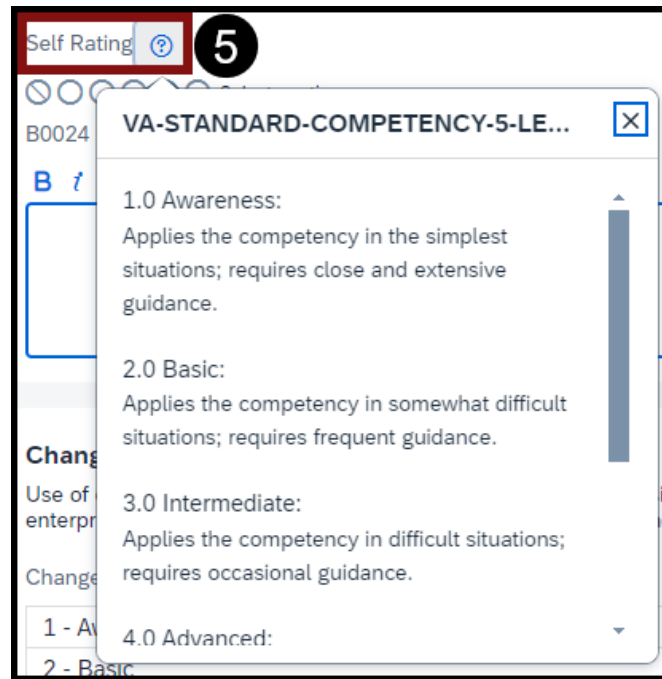 Self Rating
5
B0024
VA-STANDARD-COMPETENCY-5-LE...
B i
1.0 Awareness:
Applies the competency in the simplest
situations; requires close and extensive
guidance.
2.0 Basic:
Applies the competency in somewhat difficult
situations; requires frequent guidance.
Chang
Use of
enterpr
3.0 Intermediate:
Applies the competency in difficult situations;
requires occasional guidance.
Change
1 - Aw
4.0 Advanced:
2 - Basic